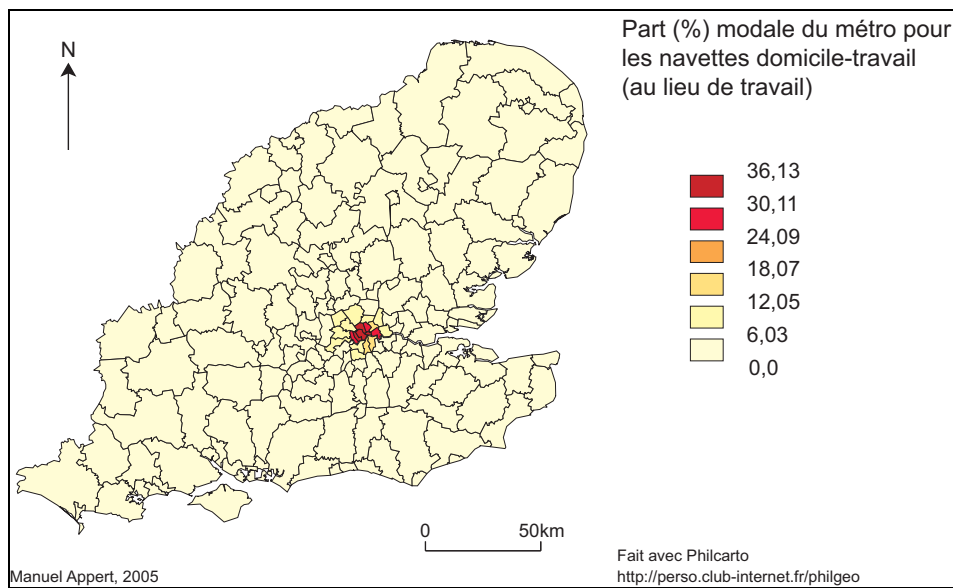 Part (%) modale du métro pour
les navettes domicile-travail
(au lieu de travail)
N
36,13
30,11
24,09
18,07
12,05
6,03
0,0
0 50km
Manuel Appert, 2005
Fait avec Philcarto
http://perso.club-internet.fr/philgeo